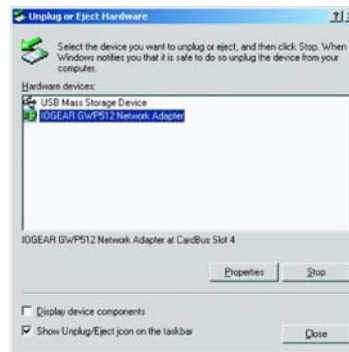 Unplug or Eject Hardware
Select the device you want to unplug or eject, and then click Stop. When
Windows notifies you that it is safe to do so unplug the device from your
computer.
Hardware devices:
USB Mass Storage Device
IOGEAR GWP512 Network Adapter
IOGEAR GWP512 Network Adapter at CardBus Slot 4
Properties
Stop
Display device components
Show Unplug/Eject icon on the taskbar
Close